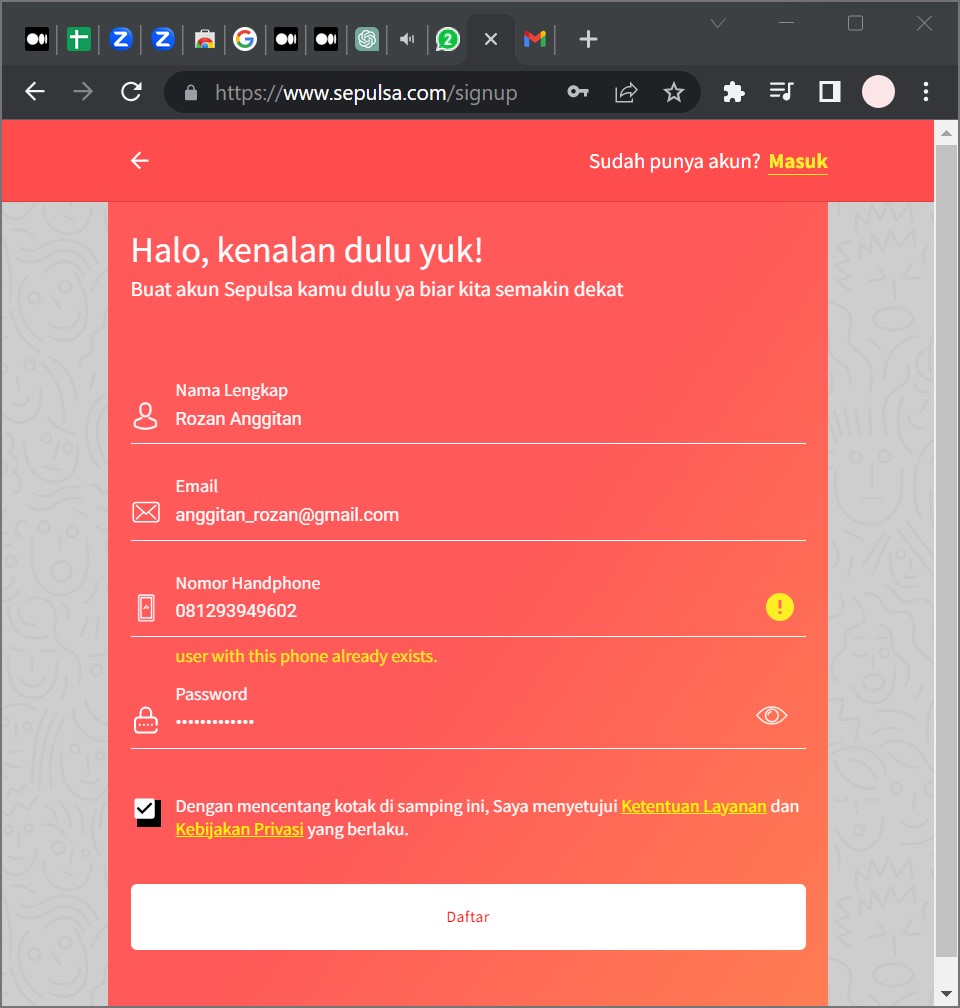 2
https://www.sepulsa.com/signup
Sudah punya akun? Masuk
Halo, kenalan dulu yuk!
Buat akun Sepulsa kamu dulu ya biar kita semakin dekat
Nama Lengkap
Rozan Anggitan
Email
anggitan_rozan@gmail.com
Nomor Handphone
081293949602
!
user with this phone already exists.
Password
•••••••••••••
Dengan mencentang kotak di samping ini, Saya menyetujui Ketentuan Layanan dan
Kebijakan Privasi yang berlaku.
Daftar